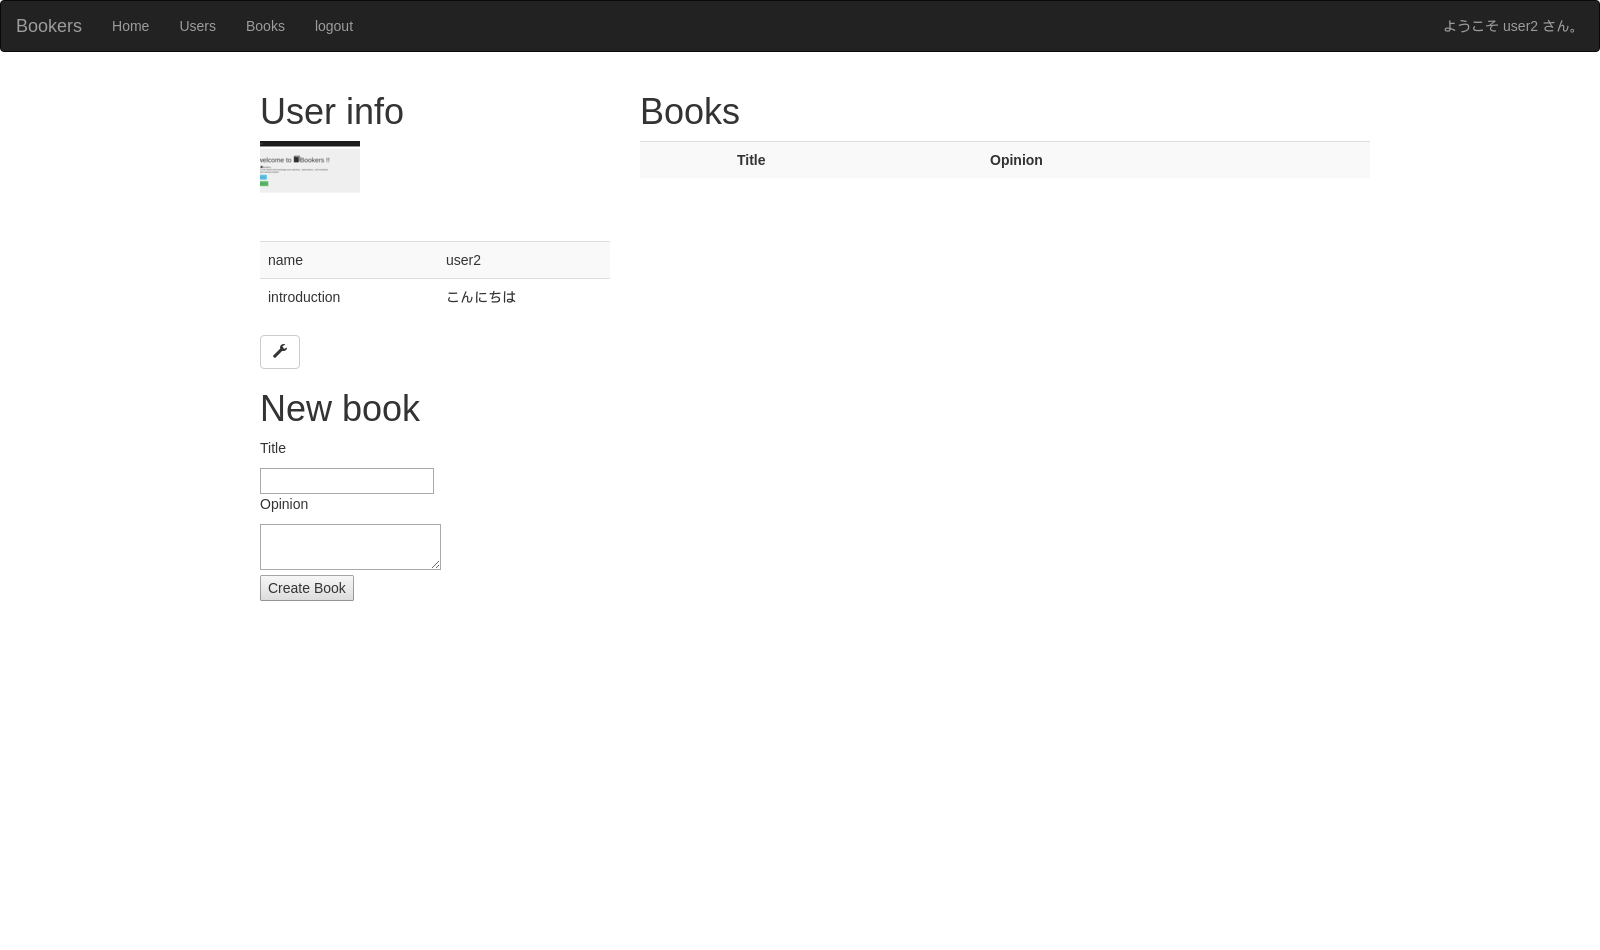 Bookers Home Users Books logout ようこそ user2 さん。
User info
welcome to Bookers !!
name user2
introduction こんにちは
New book
Title
Opinion
Create Book
Books
Title Opinion